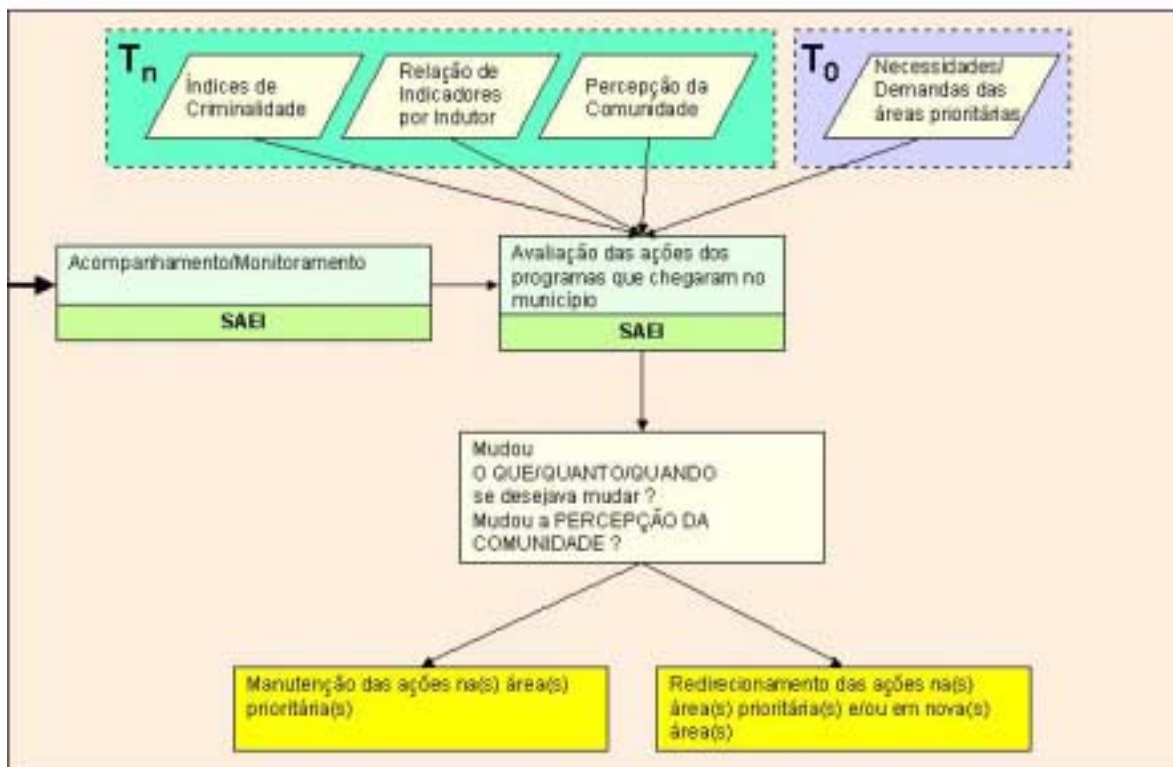 Tn
Índices de
Criminalidade
Relação de
Indicadores
por Indutor
Percepção da
Comunidade
T0
Necessidades/
Demandas das
áreas prioritárias
Acompanhamento/Monitoramento
SAEI
Avaliação das ações dos
programas que chegaram no
município
SAEI
Mudou
O QUE/QUANTO/QUANDO
se desejava mudar ?
Mudou a PERCEPÇÃO DA
COMUNIDADE ?
Manutenção das ações na(s) área(s)
prioritária(s)
Redirecionamento das ações na(s)
área(s) prioritária(s) e/ou em nova(s)
área(s)